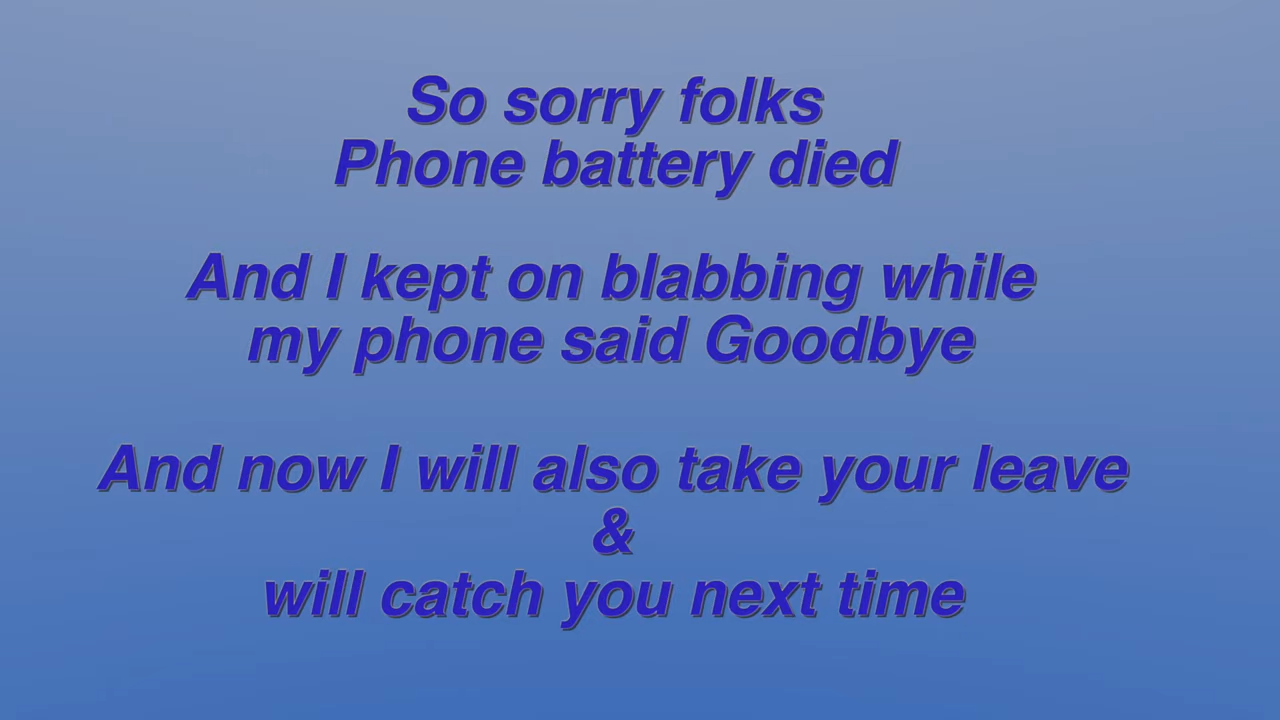 So sorry folks
Phone battery died
And I kept on blabbing while
my phone said Goodbye
And now I will also take your leave
&
will catch you next time